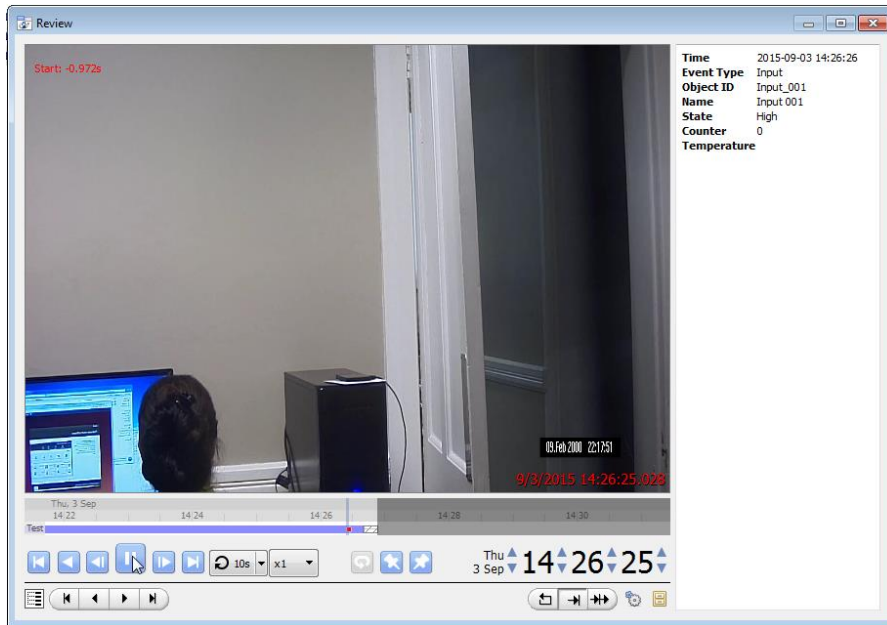 Review
Start: -0.972s
09.Feb 2000 22:17:51
9/3/2015 14:26:25.028
Time 2015-09-03 14:26:26
Event Type Input
Object ID Input_001
Name Input 001
State High
Counter 0
Temperature
Thu, 3 Sep
14:22 14:24 14:26 14:28 14:30
Test
10s x1
Thu
3 Sep 14 26 25